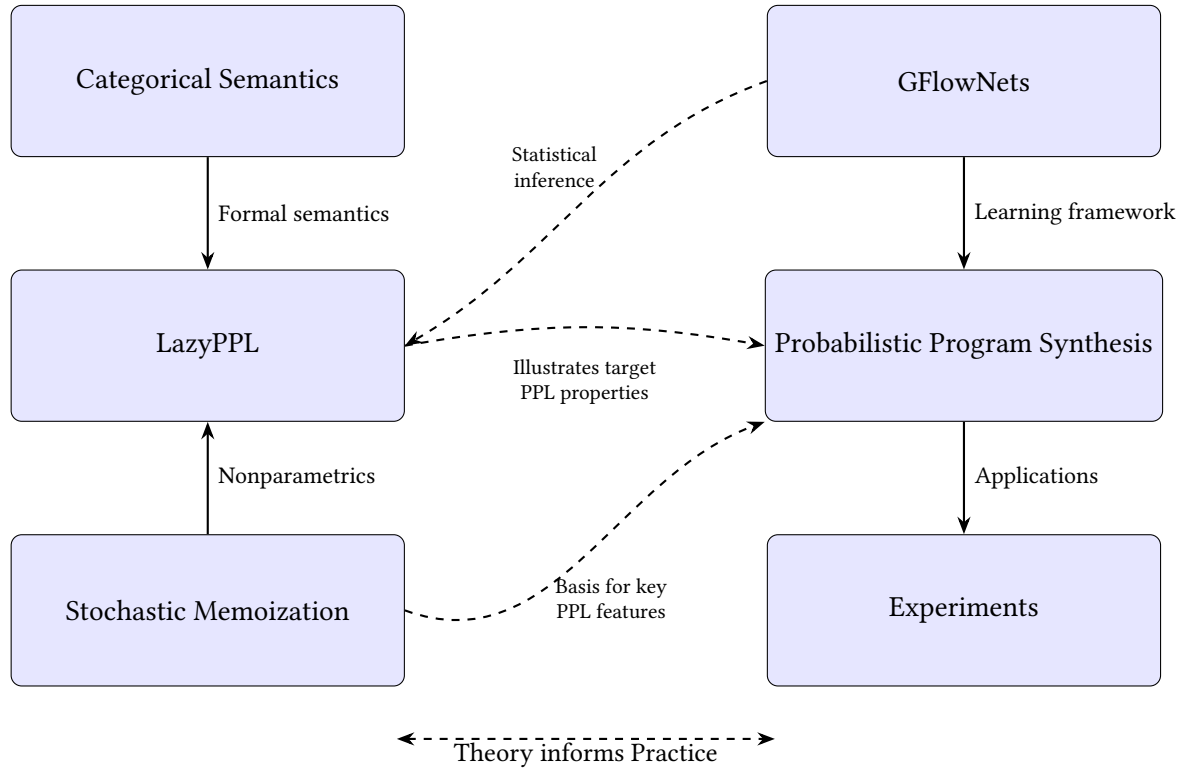 Categorical Semantics
GFlowNets
Statistical
inference
Formal semantics
Learning framework
LazyPPL
Probabilistic Program Synthesis
Illustrates target
PPL properties
Nonparametrics
Applications
Stochastic Memoization
Basis for key
PPL features
Experiments
Theory informs Practice